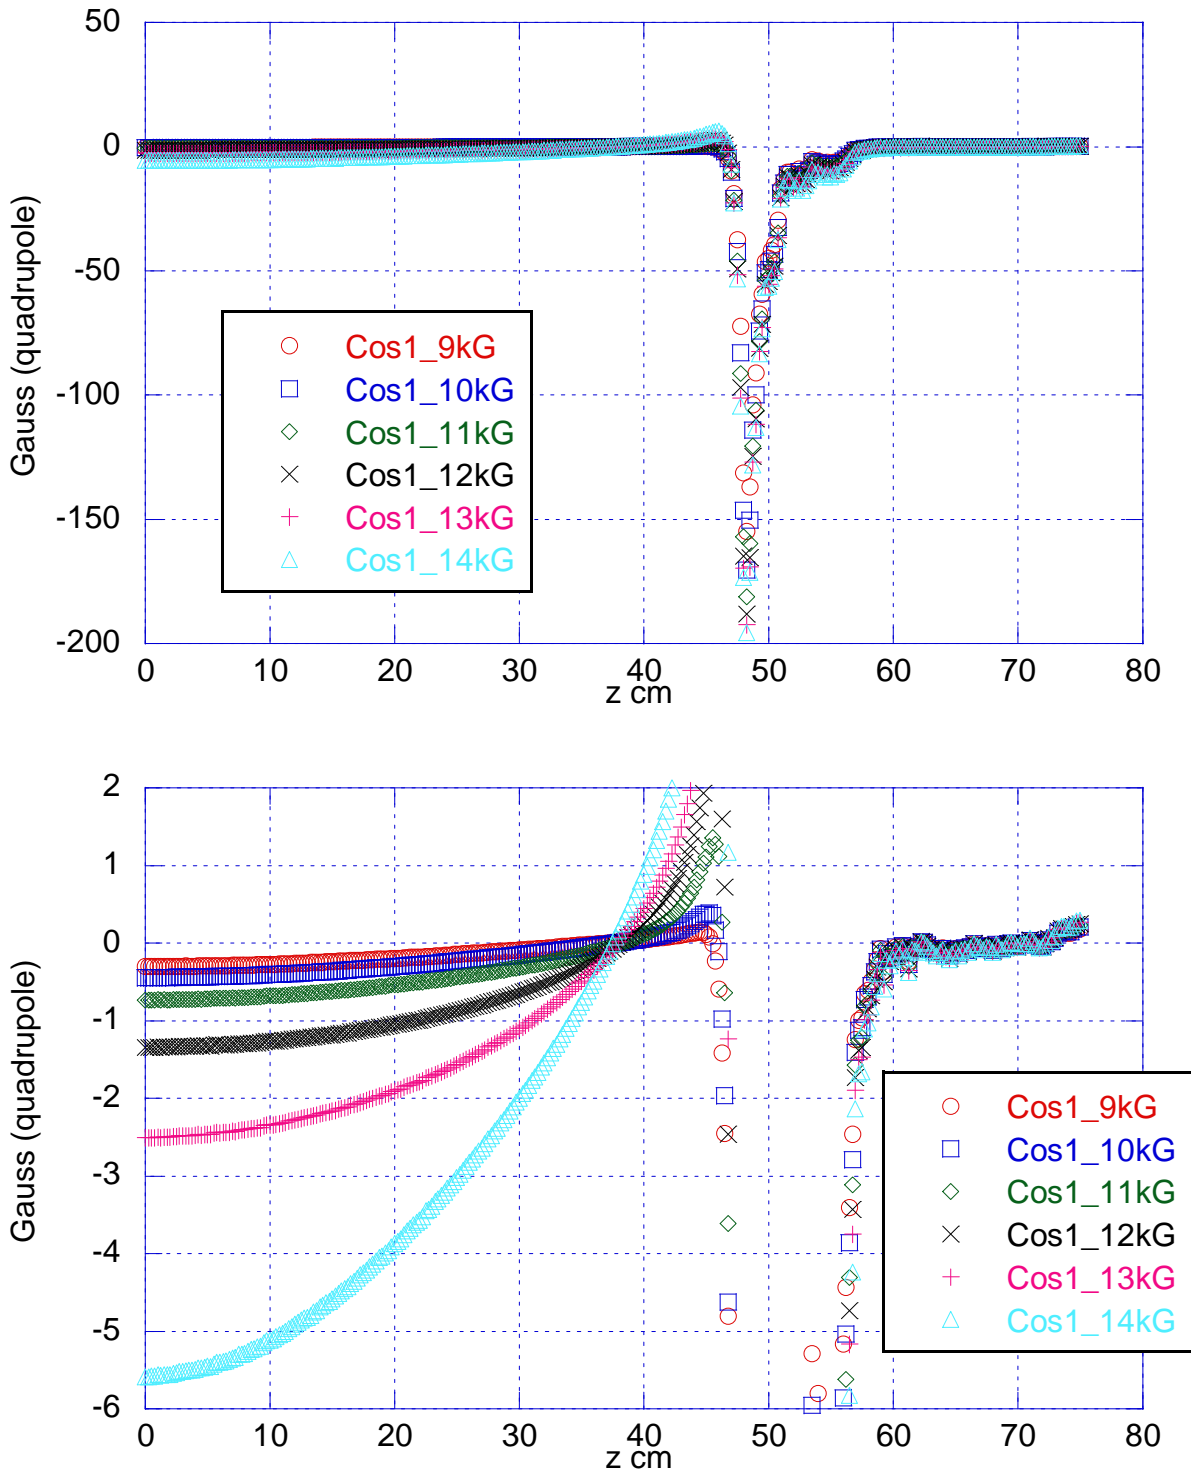 50
0
-50
-100
-150
-200
Gauss (quadrupole)
Cos1_9kG
Cos1_10kG
Cos1_11kG
Cos1_12kG
Cos1_13kG
Cos1_14kG
0 10 20 30 40 50 60 70 80
z cm
2
1
0
-1
-2
-3
-4
-5
-6
Gauss (quadrupole)
Cos1_9kG
Cos1_10kG
Cos1_11kG
Cos1_12kG
Cos1_13kG
Cos1_14kG
0 10 20 30 40 50 60 70 80
z cm